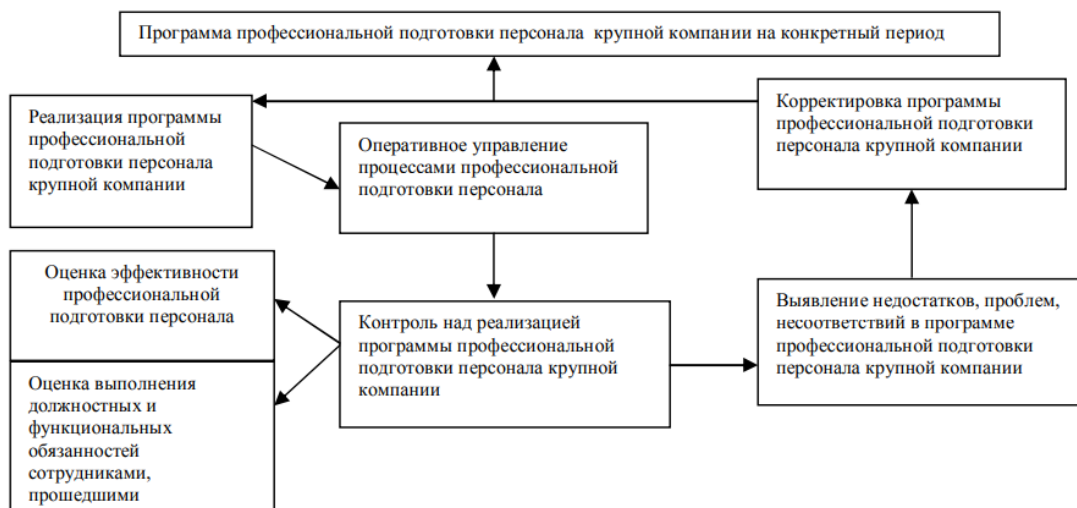 Программа профессиональной подготовки персонала крупной компании на конкретный период
Реализация программы
профессиональной
подготовки персонала
крупной компании
Оперативное управление
процессами профессиональной
подготовки персонала
Корректировка программы
профессиональной подготовки
персонала крупной компании
Оценка эффективности
профессиональной
подготовки персонала
Контроль над реализацией
программы профессиональной
подготовки персонала крупной
компании
Выявление недостатков, проблем,
несоответствий в программе
профессиональной подготовки
персонала крупной компании
Оценка выполнения
должностных и
функциональных
обязанностей
сотрудниками,
прошедшими